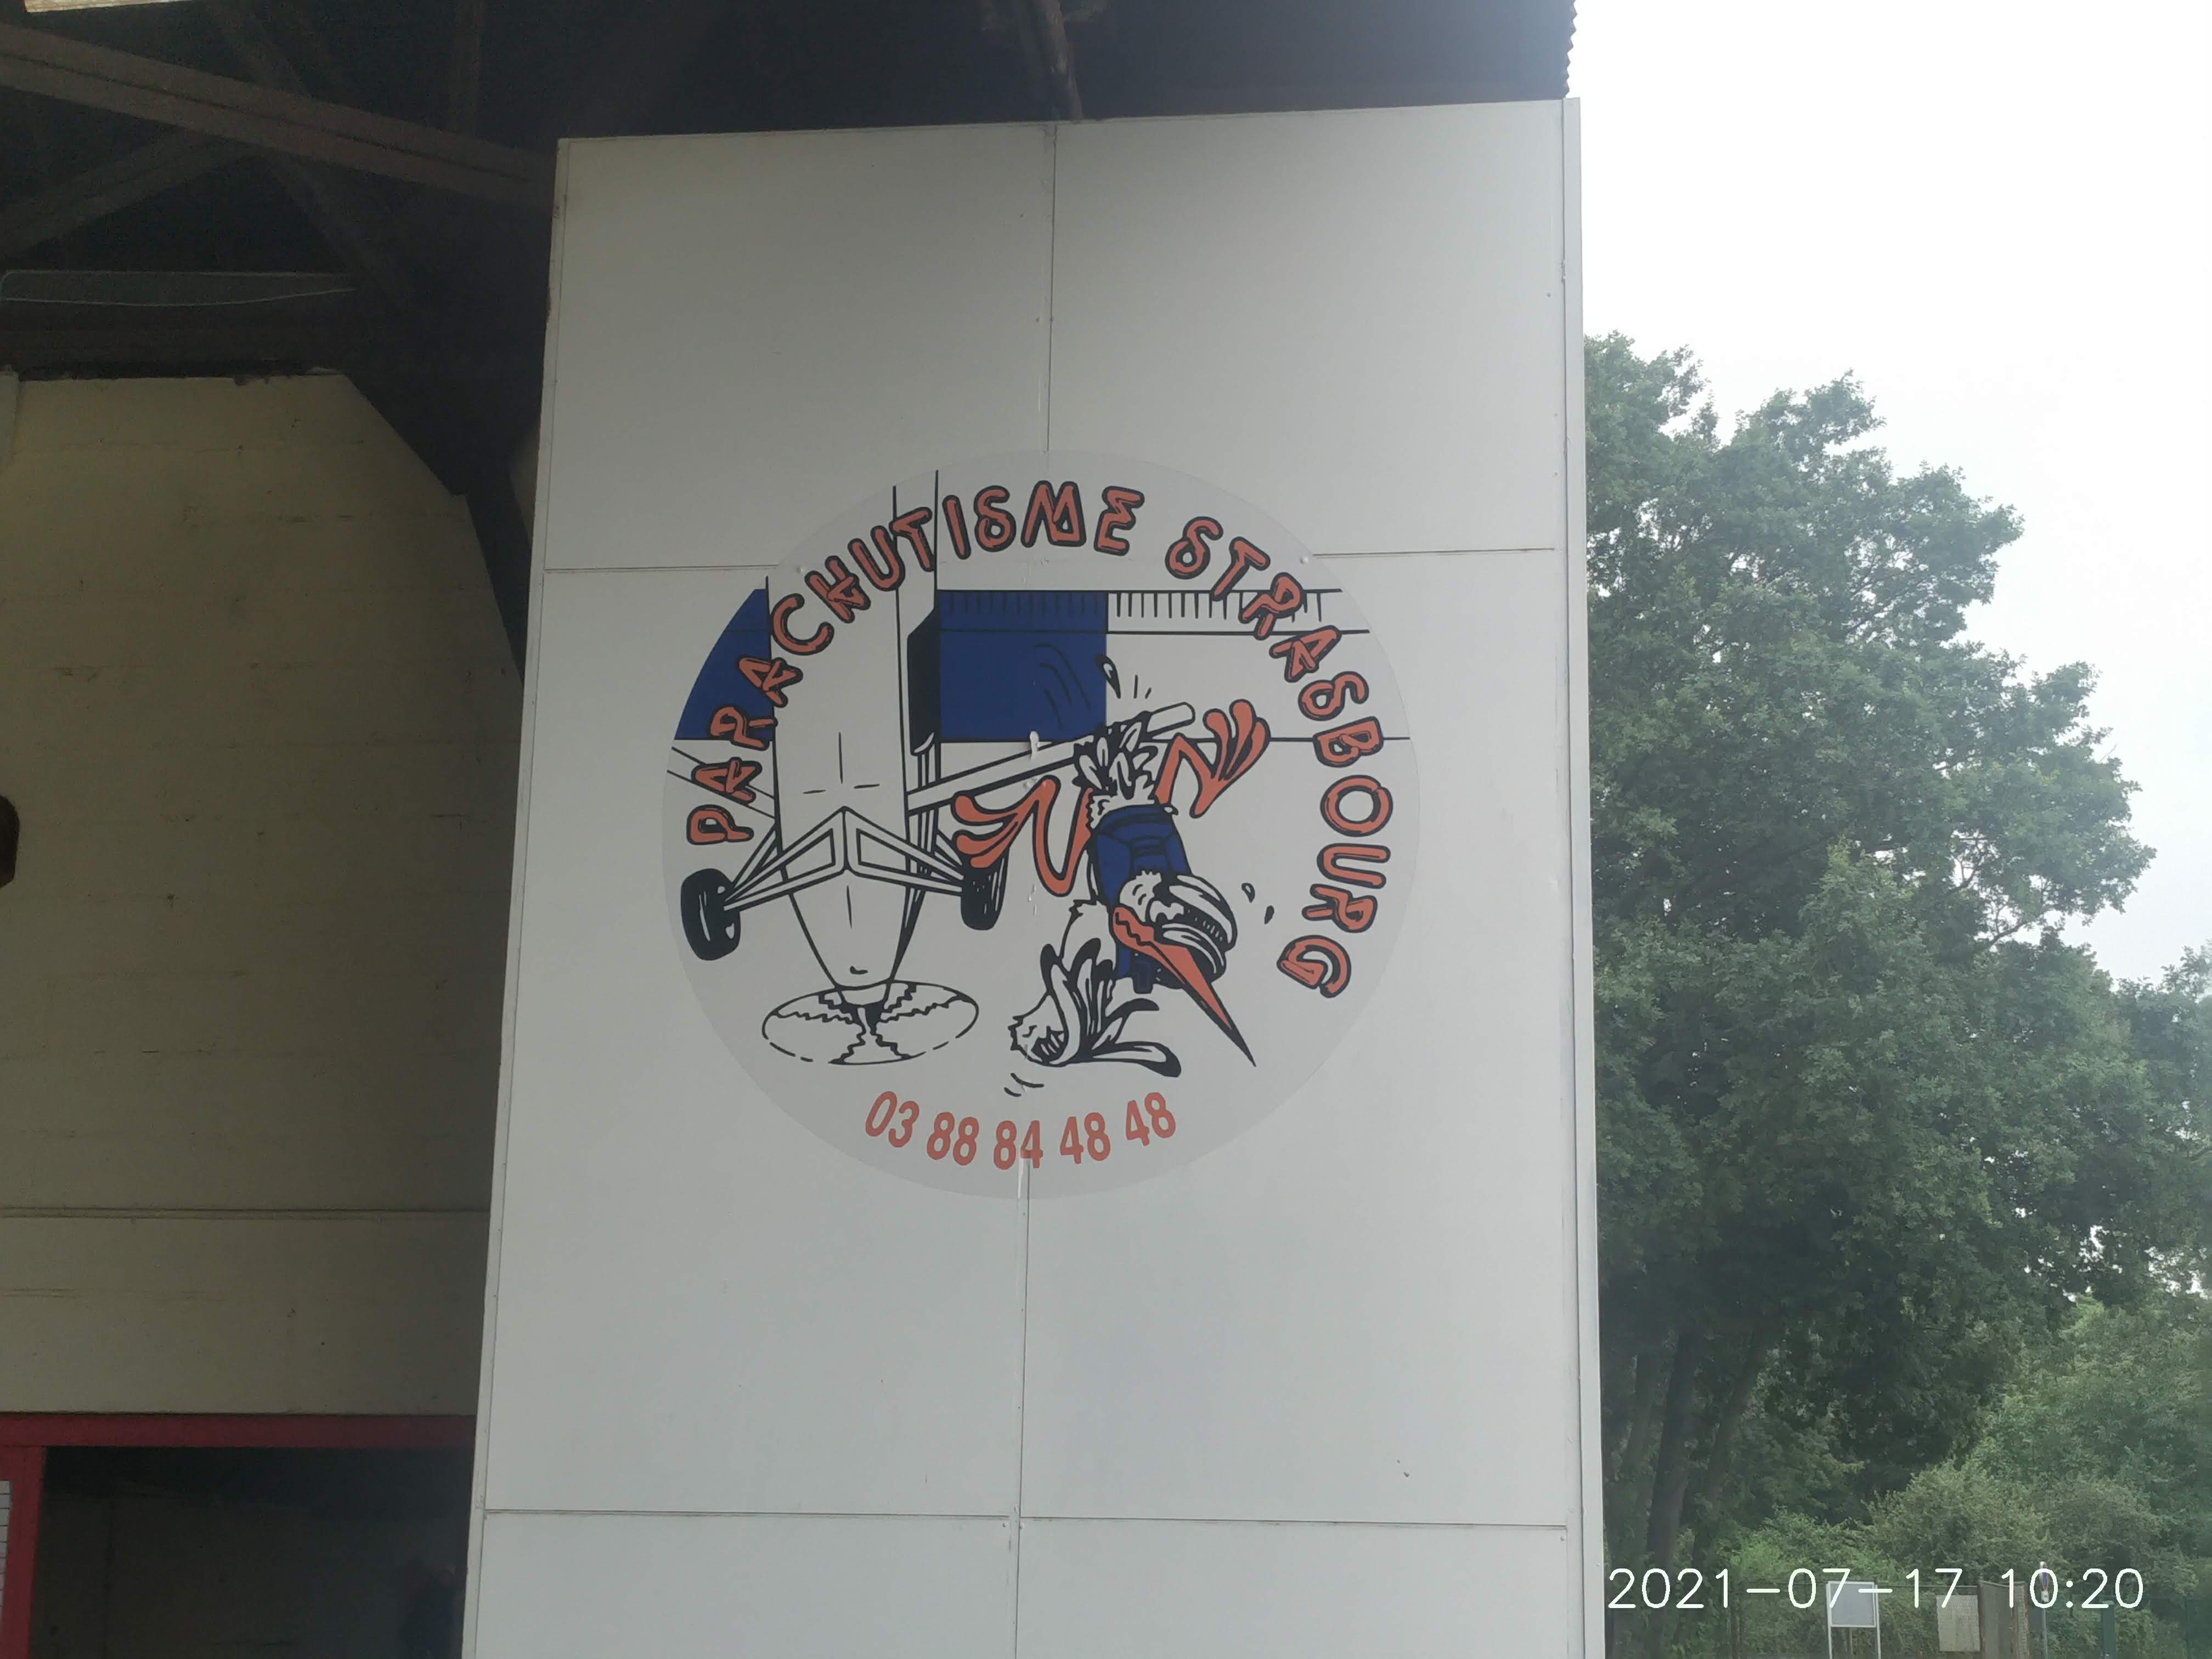 PARACHUTISME STRASBOURG
03 88 84 48 48
2021-07-17 10:20